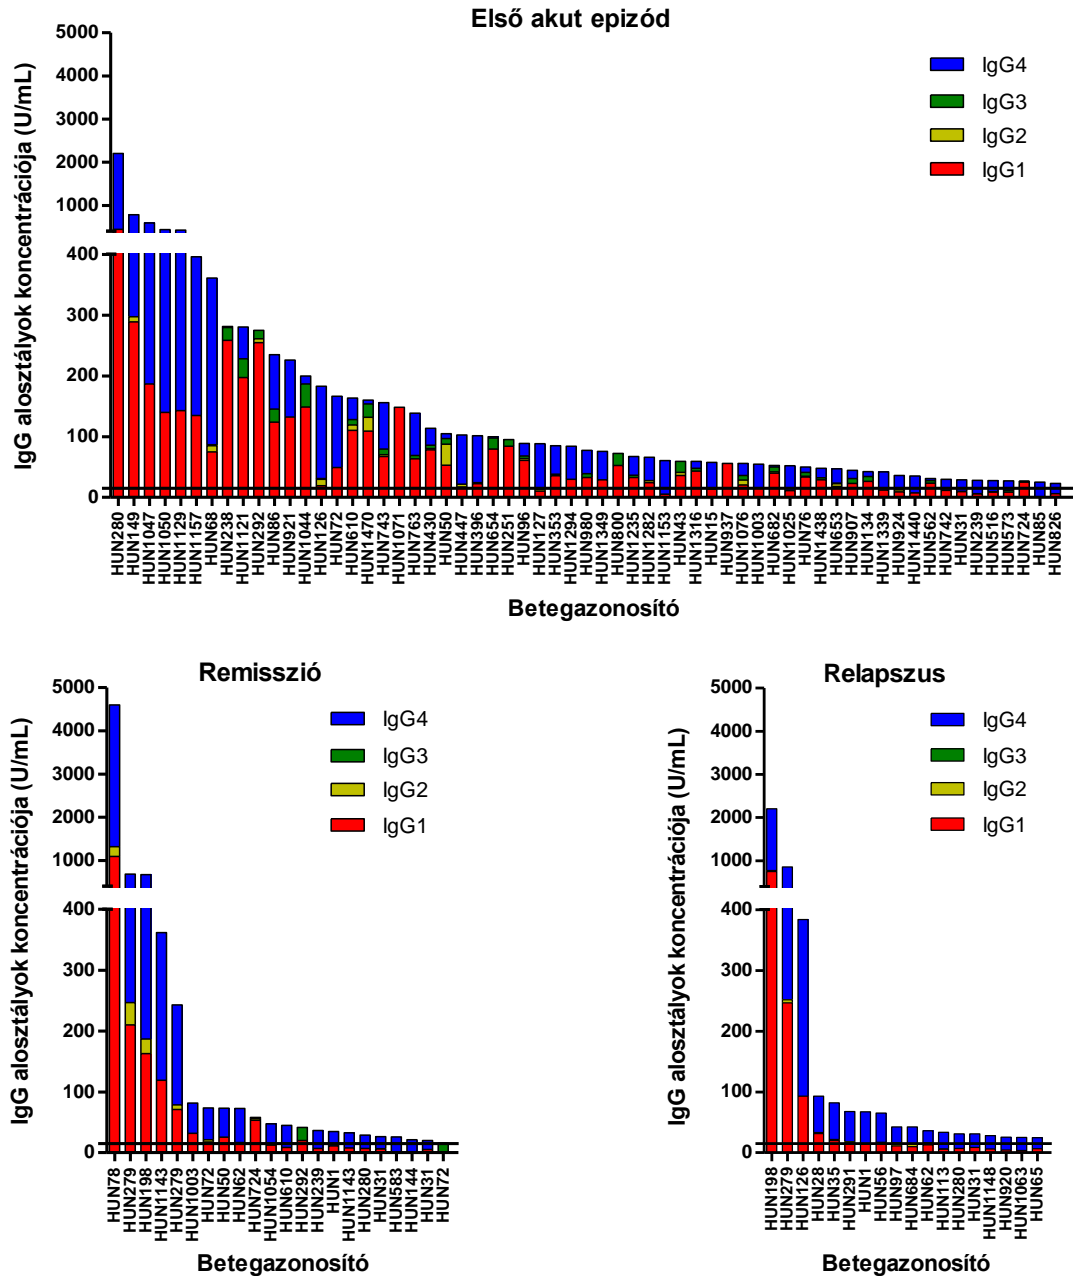 Első akut epizód
IgG alosztályok koncentrációja (U/mL)
5000
4000
3000
2000
1000
400
300
200
100
0
IgG4
IgG3
IgG2
IgG1
HUN280
HUN149
HUN1047
HUN1050
HUN1129
HUN1157
HUN68
HUN238
HUN1121
HUN292
HUN86
HUN921
HUN1044
HUN126
HUN72
HUN610
HUN1470
HUN743
HUN1071
HUN763
HUN430
HUN50
HUN447
HUN396
HUN654
HUN251
HUN96
HUN127
HUN353
HUN1294
HUN980
HUN1349
HUN800
HUN1235
HUN1282
HUN1153
HUN43
HUN1316
HUN15
HUN937
HUN1076
HUN1003
HUN682
HUN1025
HUN76
HUN1438
HUN653
HUN907
HUN134
HUN1339
HUN924
HUN1440
HUN562
HUN742
HUN31
HUN239
HUN516
HUN573
HUN724
HUN85
HUN826
Betegazonosító
Remisszió
IgG alosztályok koncentrációja (U/mL)
5000
4000
3000
2000
1000
400
300
200
100
0
IgG4
IgG3
IgG2
IgG1
HUN78
HUN279
HUN198
HUN1143
HUN279
HUN1003
HUN72
HUN50
HUN62
HUN724
HUN1054
HUN610
HUN292
HUN239
HUN1
HUN1143
HUN280
HUN31
HUN583
HUN144
HUN31
HUN72
Betegazonosító
Relapszus
IgG alosztályok koncentrációja (U/mL)
5000
4000
3000
2000
1000
400
300
200
100
0
IgG4
IgG3
IgG2
IgG1
HUN198
HUN279
HUN126
HUN28
HUN35
HUN291
HUN1
HUN56
HUN97
HUN684
HUN62
HUN113
HUN280
HUN31
HUN1148
HUN920
HUN1063
HUN65
Betegazonosító